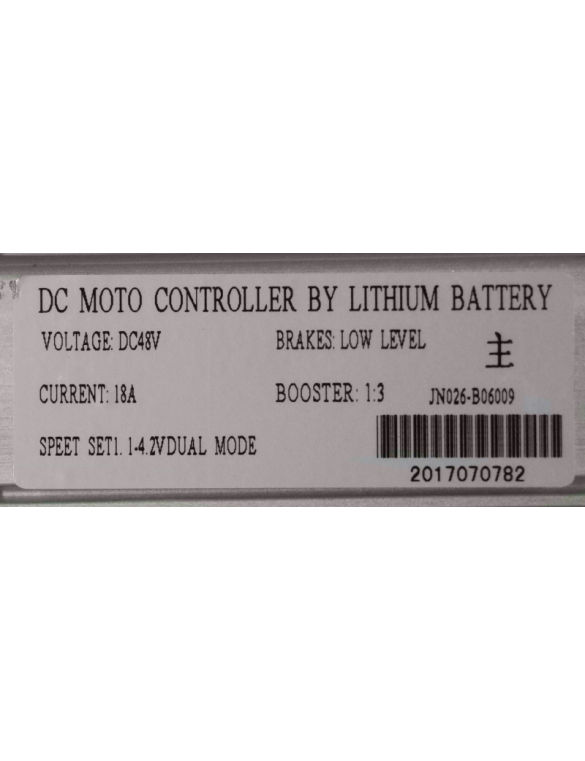 DC MOTO CONTROLLER BY LITHIUM BATTERY
VOLTAGE: DC48V
BRAKES: LOW LEVEL
主
CURRENT: 18A
BOOSTER: 1:3
JN026-B06009
SPEET SET1. 1-4.2VDUAL MODE
2017070782